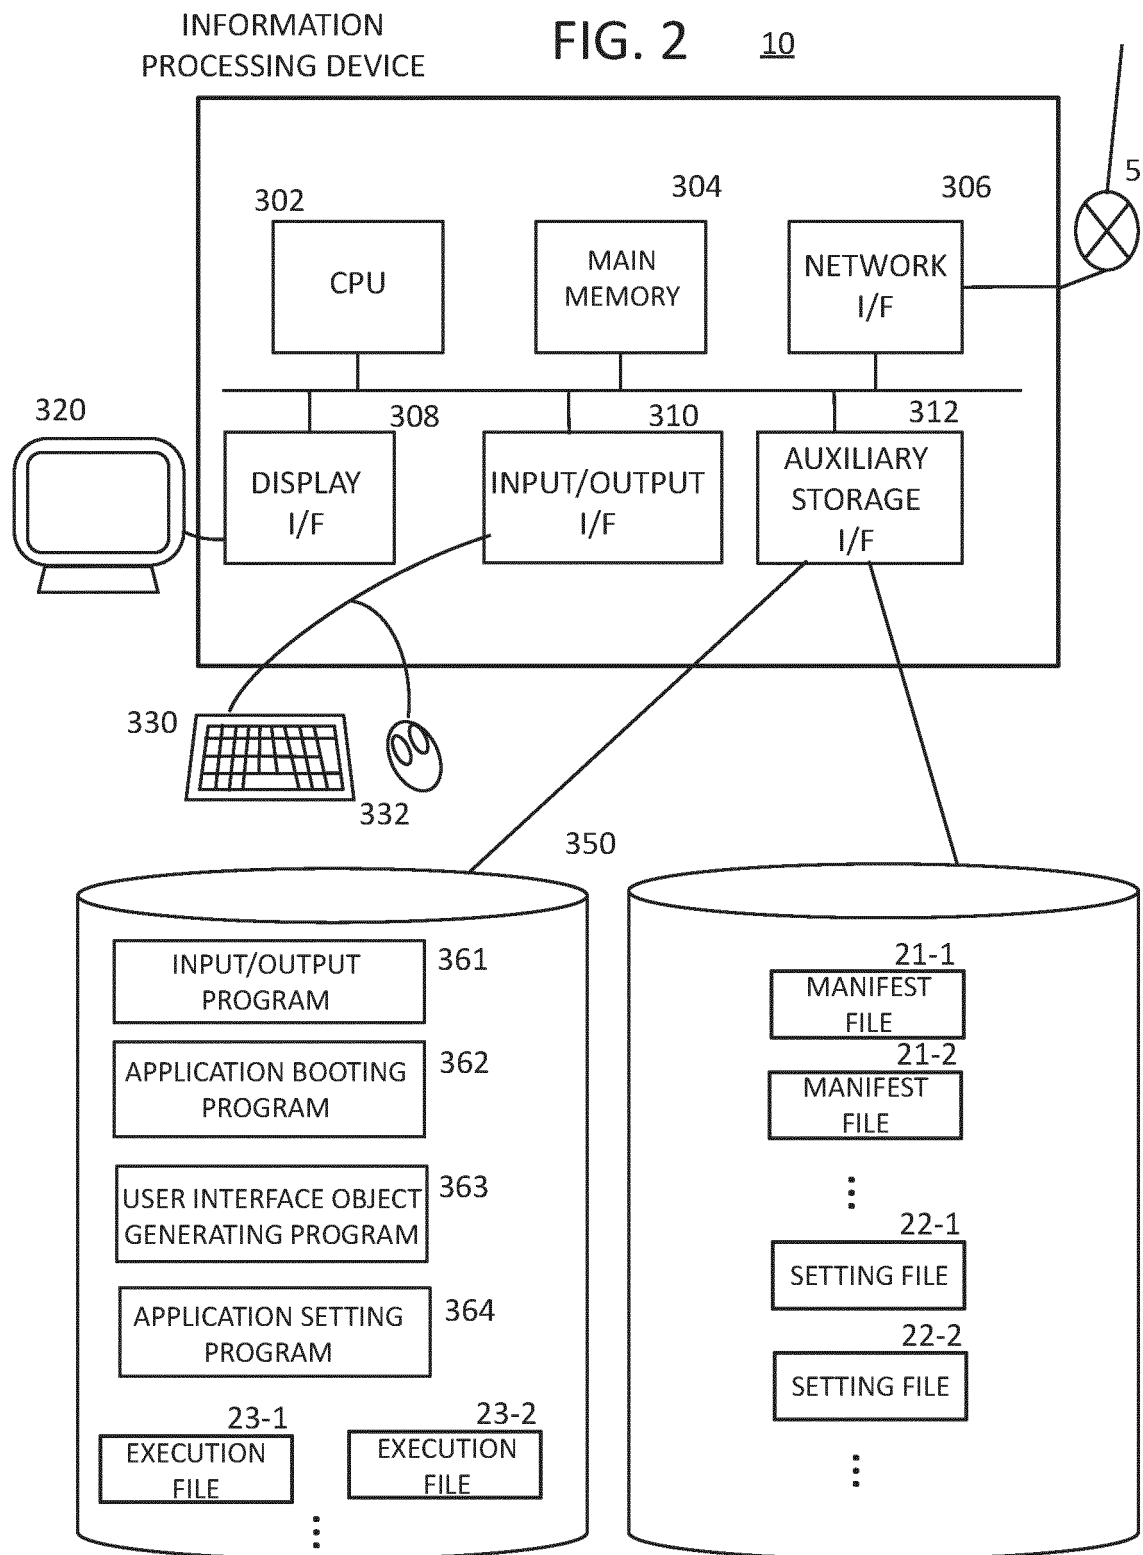 INFORMATION
PROCESSING DEVICE
FIG. 2
10
5
302
304
306
CPU
MAIN
MEMORY
NETWORK
I/F
320
308
310
312
DISPLAY
I/F
INPUT/OUTPUT
I/F
AUXILIARY
STORAGE
I/F
330
332
350
INPUT/OUTPUT
PROGRAM
361
APPLICATION BOOTING
PROGRAM
362
USER INTERFACE OBJECT
GENERATING PROGRAM
363
APPLICATION SETTING
PROGRAM
364
23-1
EXECUTION
FILE
23-2
EXECUTION
FILE
21-1
MANIFEST
FILE
21-2
MANIFEST
FILE
22-1
SETTING FILE
22-2
SETTING FILE